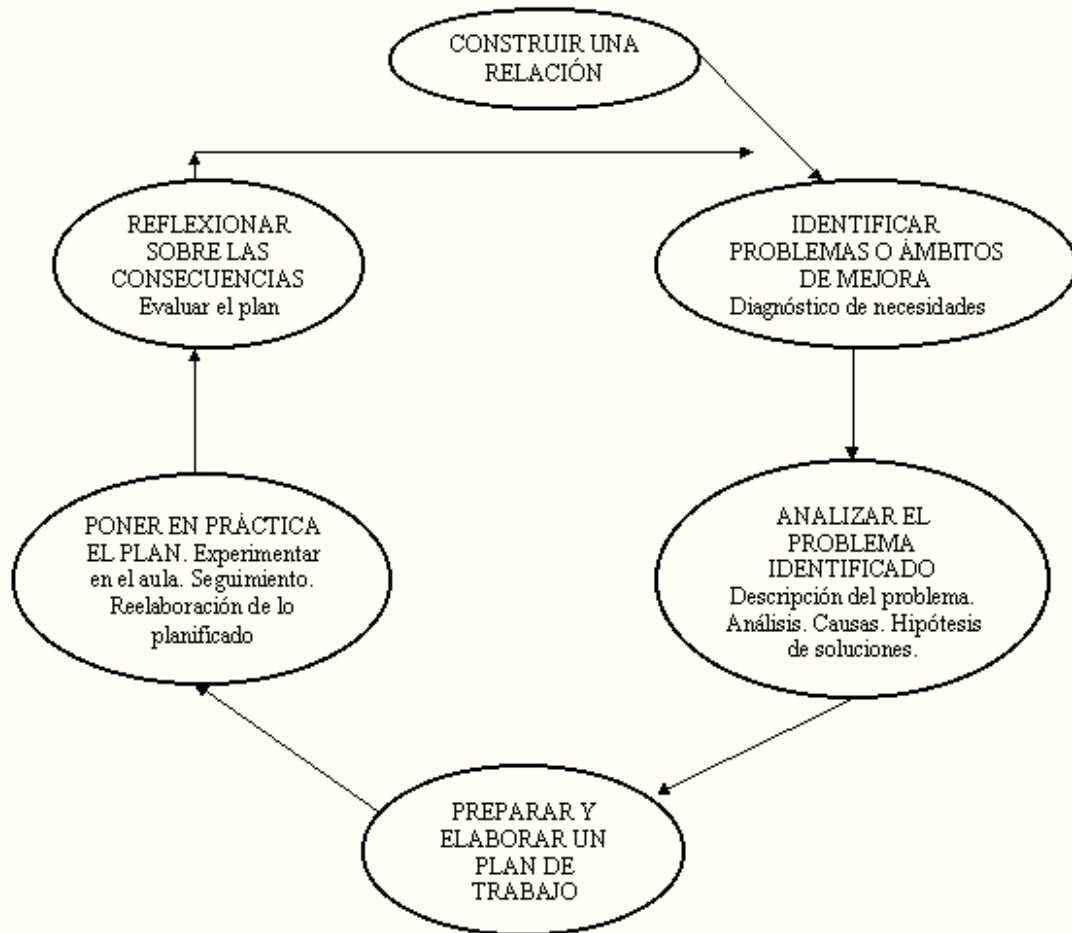 CONSTRUIR UNA
RELACIÓN
IDENTIFICAR
PROBLEMAS O ÁMBITOS
DE MEJORA
Diagnóstico de necesidades
ANALIZAR EL
PROBLEMA
IDENTIFICADO
Descripción del problema.
Análisis. Causas. Hipótesis
de soluciones.
PREPARAR Y
ELABORAR UN
PLAN DE
TRABAJO
PONER EN PRÁCTICA
EL PLAN. Experimentar
en el aula. Seguimiento.
Reelaboración de lo
planificado
REFLEXIONAR
SOBRE LAS
CONSECUENCIAS
Evaluar el plan